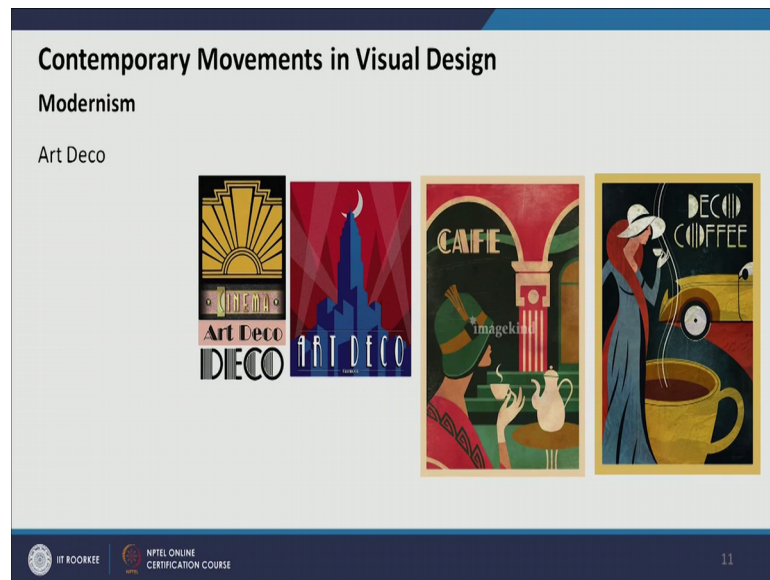 Contemporary Movements in Visual Design
Modernism
Art Deco
CINEMA
Art Deco
DECO
ART DECO
CAFE
imagekind
DECO
COFFEE
IIT ROORKEE
NPTEL ONLINE
CERTIFICATION COURSE
NPTEL
11